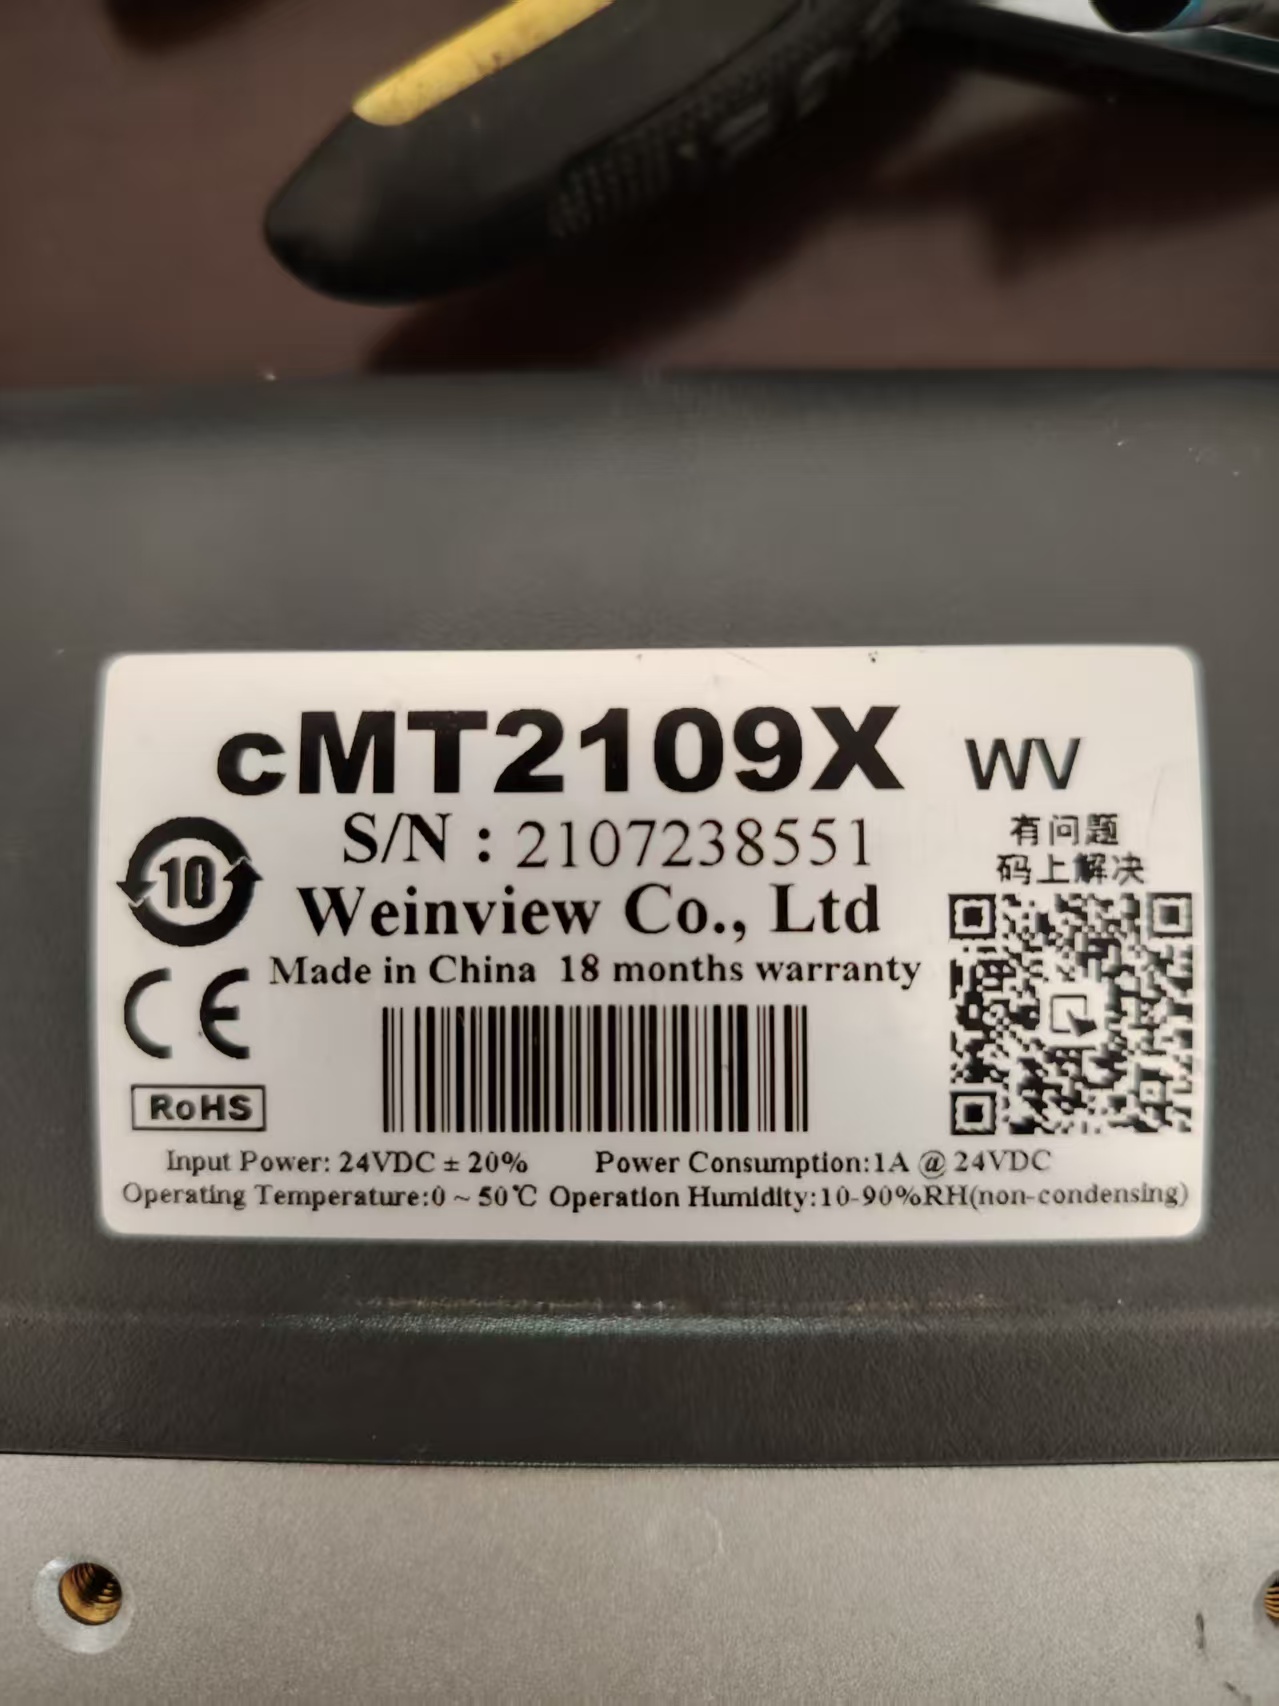 cMT2109X WV
S/N : 2107238551
有问题
码上解决
10
Weinview Co., Ltd
Made in China 18 months warranty
CE
RoHS
Input Power: 24VDC ± 20% Power Consumption:1A @ 24VDC
Operating Temperature:0 ~ 50℃ Operation Humidity:10-90%RH(non-condensing)